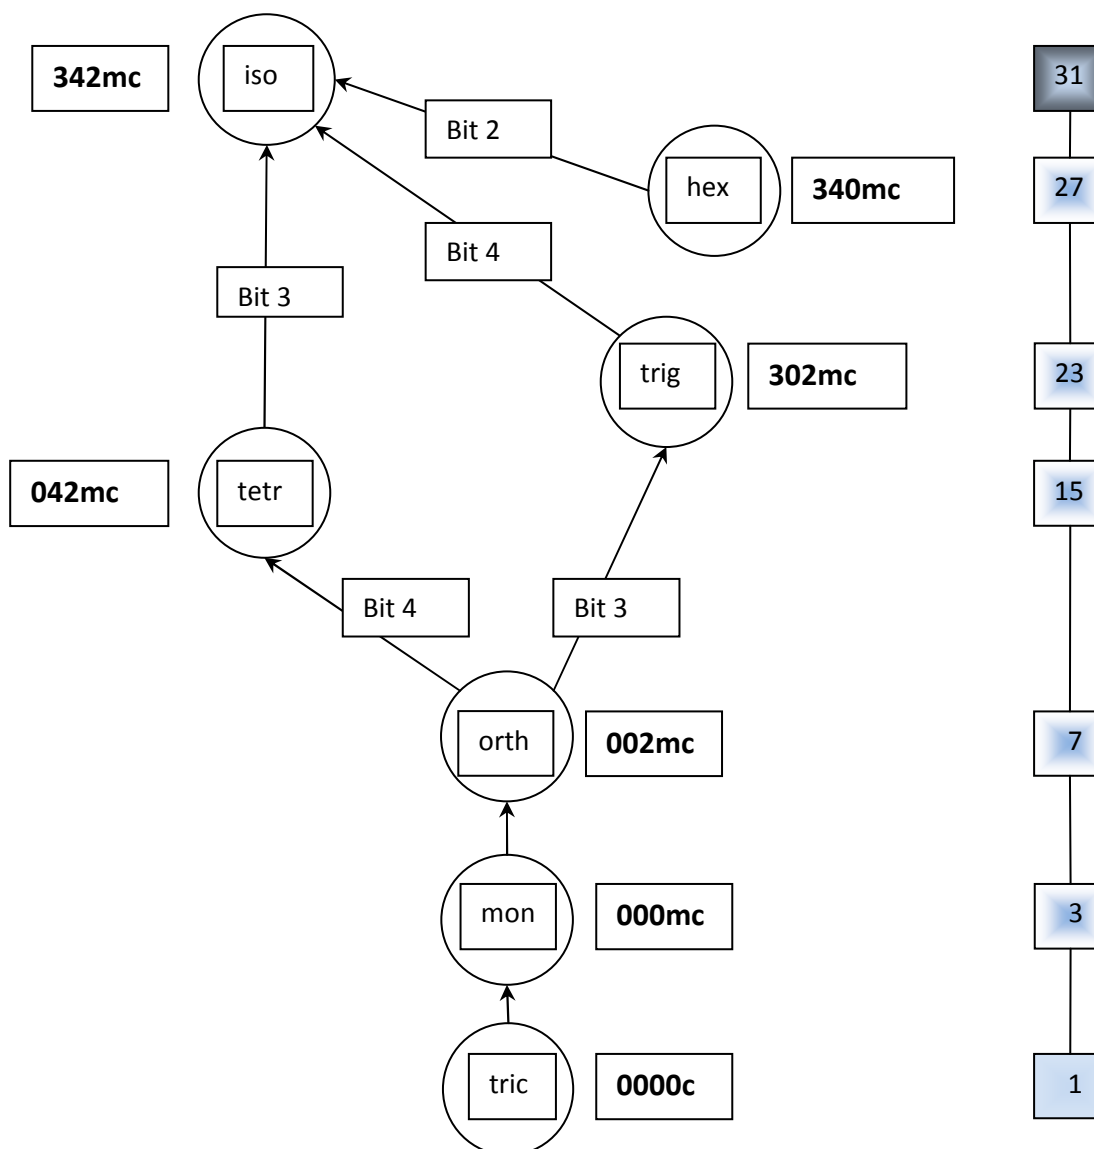 342mc
iso
31
Bit 2
hex
340mc
27
Bit 4
Bit 3
trig
302mc
23
042mc
tetr
15
Bit 4
Bit 3
orth
002mc
7
mon
000mc
3
tric
0000c
1